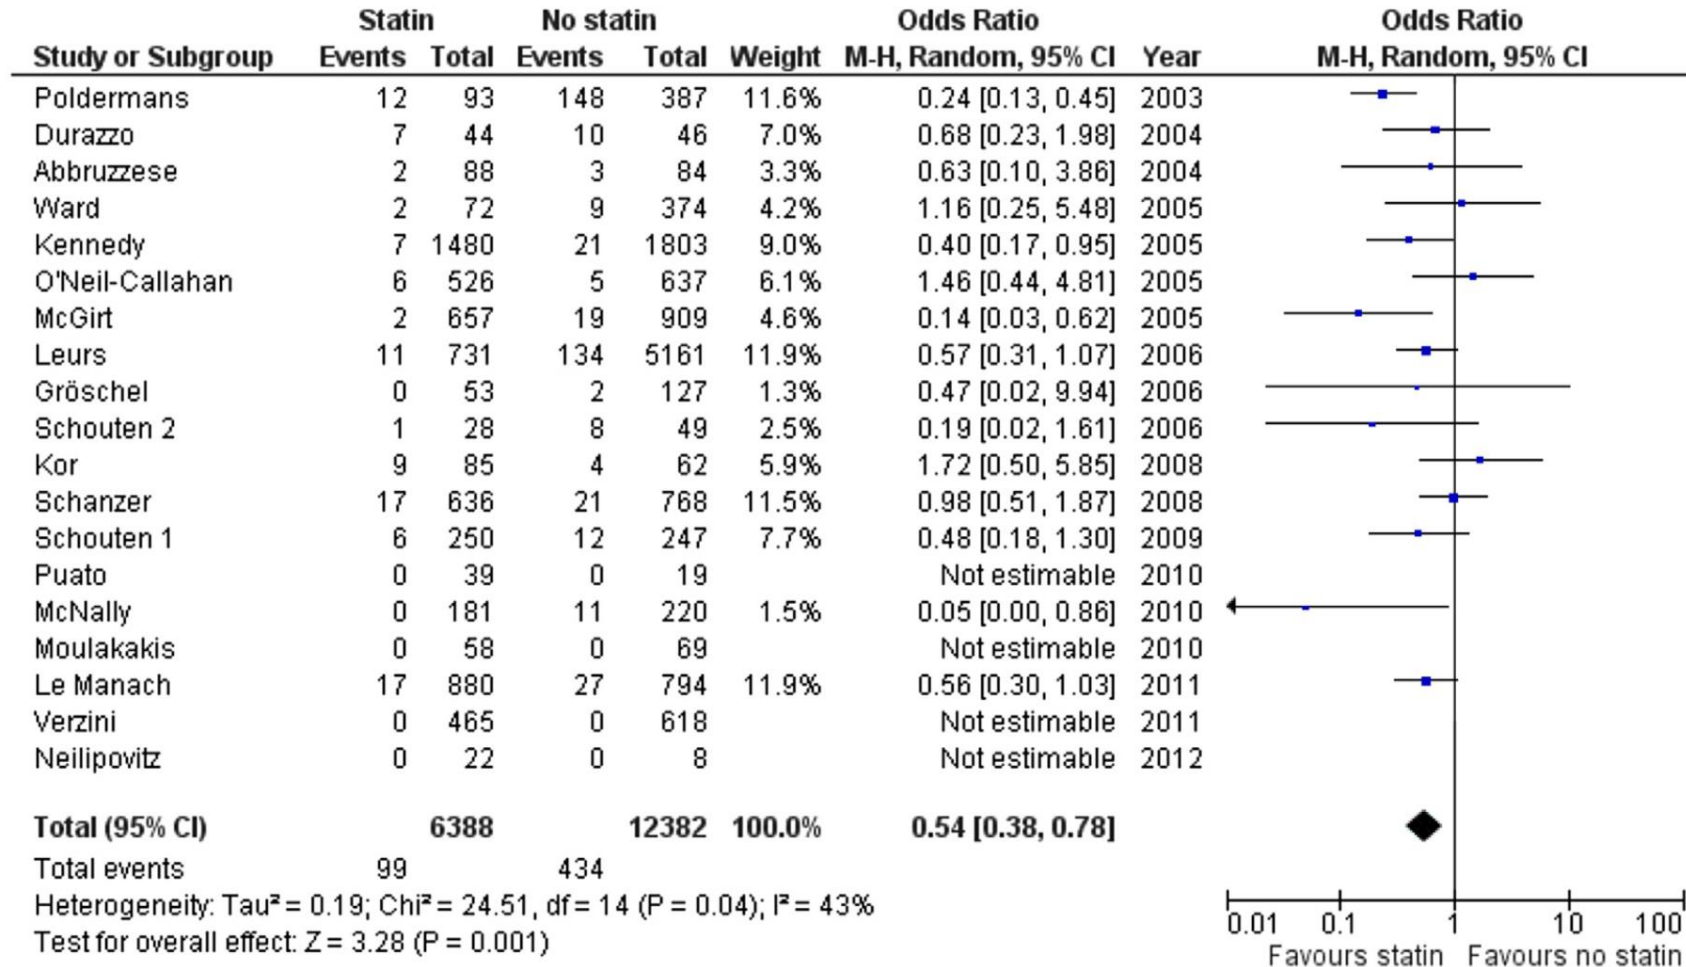 Statin No statin Odds Ratio Odds Ratio
Study or Subgroup Events Total Events Total Weight M-H, Random, 95% CI Year M-H, Random, 95% CI
Poldermans 12 93 148 387 11.6% 0.24 [0.13, 0.45] 2003
Durazzo 7 44 10 46 7.0% 0.68 [0.23, 1.98] 2004
Abbruzzese 2 88 3 84 3.3% 0.63 [0.10, 3.86] 2004
Ward 2 72 9 374 4.2% 1.16 [0.25, 5.48] 2005
Kennedy 7 1480 21 1803 9.0% 0.40 [0.17, 0.95] 2005
O'Neil-Callahan 6 526 5 637 6.1% 1.46 [0.44, 4.81] 2005
McGirt 2 657 19 909 4.6% 0.14 [0.03, 0.62] 2005
Leurs 11 731 134 5161 11.9% 0.57 [0.31, 1.07] 2006
Gröschel 0 53 2 127 1.3% 0.47 [0.02, 9.94] 2006
Schouten 2 1 28 8 49 2.5% 0.19 [0.02, 1.61] 2006
Kor 9 85 4 62 5.9% 1.72 [0.50, 5.85] 2008
Schanzer 17 636 21 768 11.5% 0.98 [0.51, 1.87] 2008
Schouten 1 6 250 12 247 7.7% 0.48 [0.18, 1.30] 2009
Puato 0 39 0 19 Not estimable 2010
McNally 0 181 11 220 1.5% 0.05 [0.00, 0.86] 2010
Moulakakis 0 58 0 69 Not estimable 2010
Le Manach 17 880 27 794 11.9% 0.56 [0.30, 1.03] 2011
Verzini 0 465 0 618 Not estimable 2011
Neilipovitz 0 22 0 8 Not estimable 2012
Total (95% CI) 6388 12382 100.0% 0.54 [0.38, 0.78]
Total events 99 434
Heterogeneity: Tau² = 0.19; Chi² = 24.51, df = 14 (P = 0.04); I² = 43%
Test for overall effect: Z = 3.28 (P = 0.001)
0.01 0.1 1 10 100
Favours statin Favours no statin